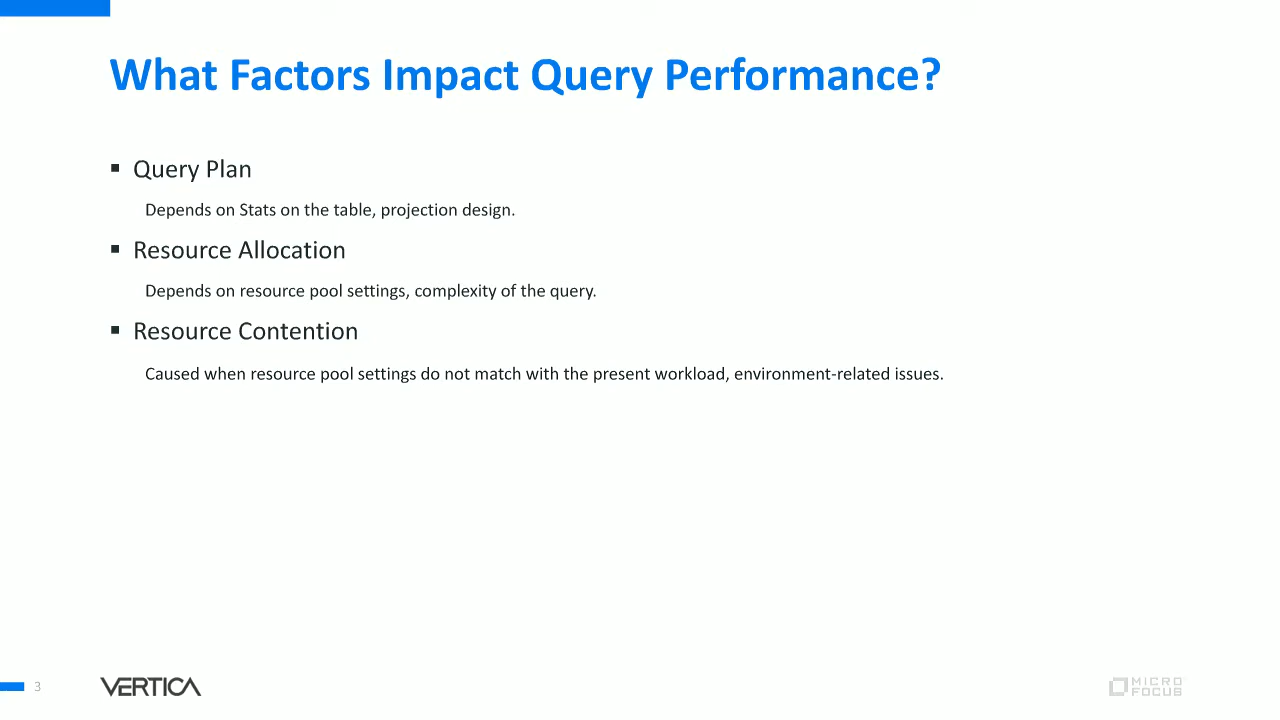 What Factors Impact Query Performance?
▪ Query Plan
Depends on Stats on the table, projection design.
▪ Resource Allocation
Depends on resource pool settings, complexity of the query.
▪ Resource Contention
Caused when resource pool settings do not match with the present workload, environment-related issues.
3
VERTICA
MICRO
FOCUS